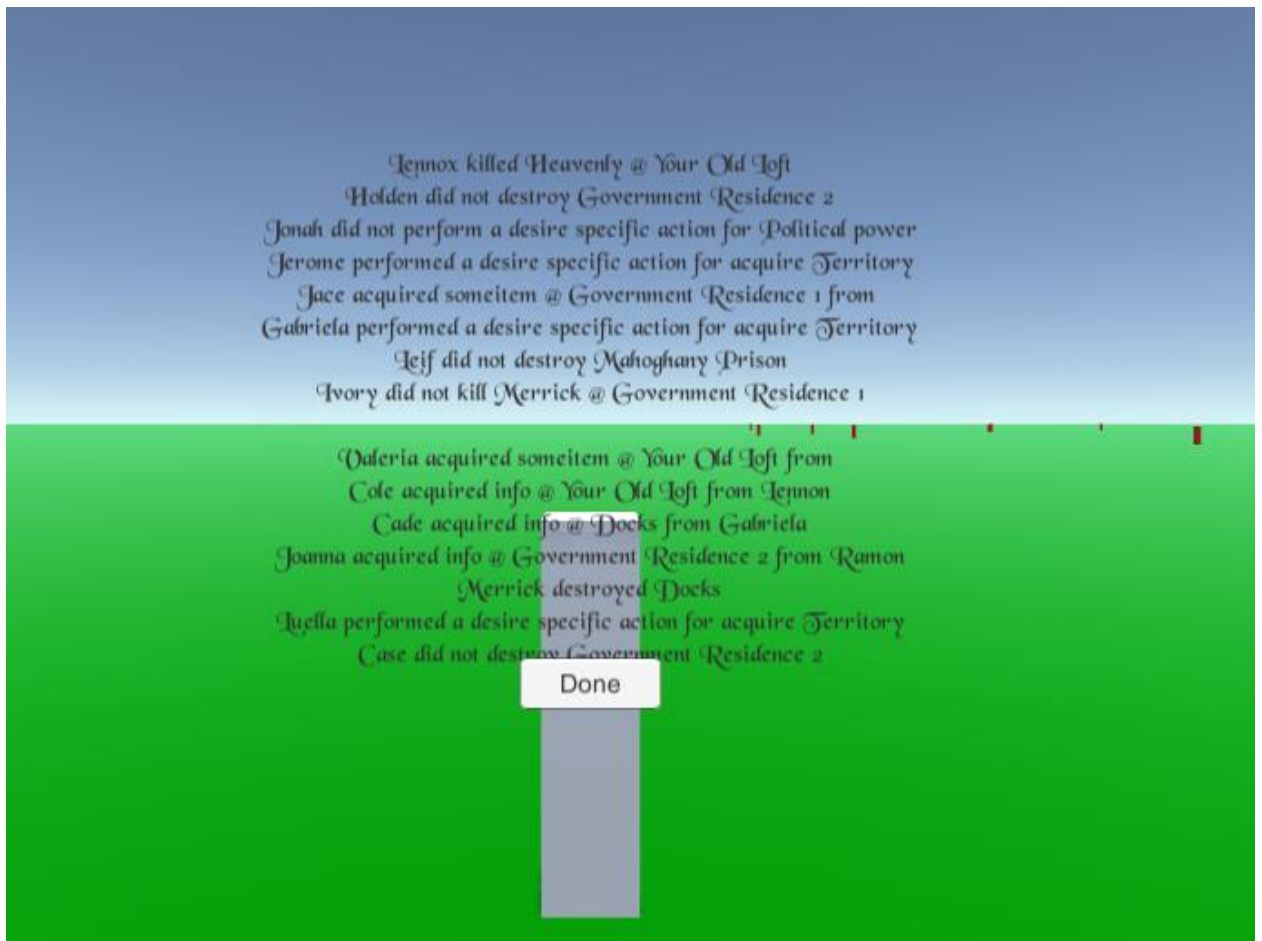 Lennox killed Heavenly @ Your Old Loft
Holden did not destroy Government Residence 2
Jonah did not perform a desire specific action for Political power
Jerome performed a desire specific action for acquire Territory
Jace acquired someitem @ Government Residence 1 from
Gabriela performed a desire specific action for acquire Territory
Leif did not destroy Mahoghany Prison
Ivory did not kill Merrick @ Government Residence 1
Valeria acquired someitem @ Your Old Loft from
Cole acquired info @ Your Old Loft from Lennon
Cade acquired info @ Docks from Gabriela
Joanna acquired info @ Government Residence 2 from Ramon
Merrick destroyed Docks
Luella performed a desire specific action for acquire Territory
Case did not destroy Government Residence 2
Done